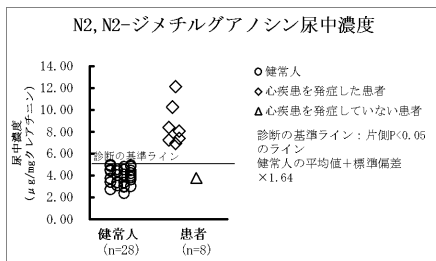 N2,N2-ジメチルグアノシン尿中濃度
尿中濃度
(μg/mgクレアチニン)
14.00
12.00
10.00
8.00
6.00
4.00
2.00
0.00
診断の基準ライン
健常人
(n=28)
患者
(n=8)
健常人
心疾患を発症した患者
心疾患を発症していない患者
診断の基準ライン：片側P<0.05
のライン
健常人の平均値＋標準偏差
×1.64